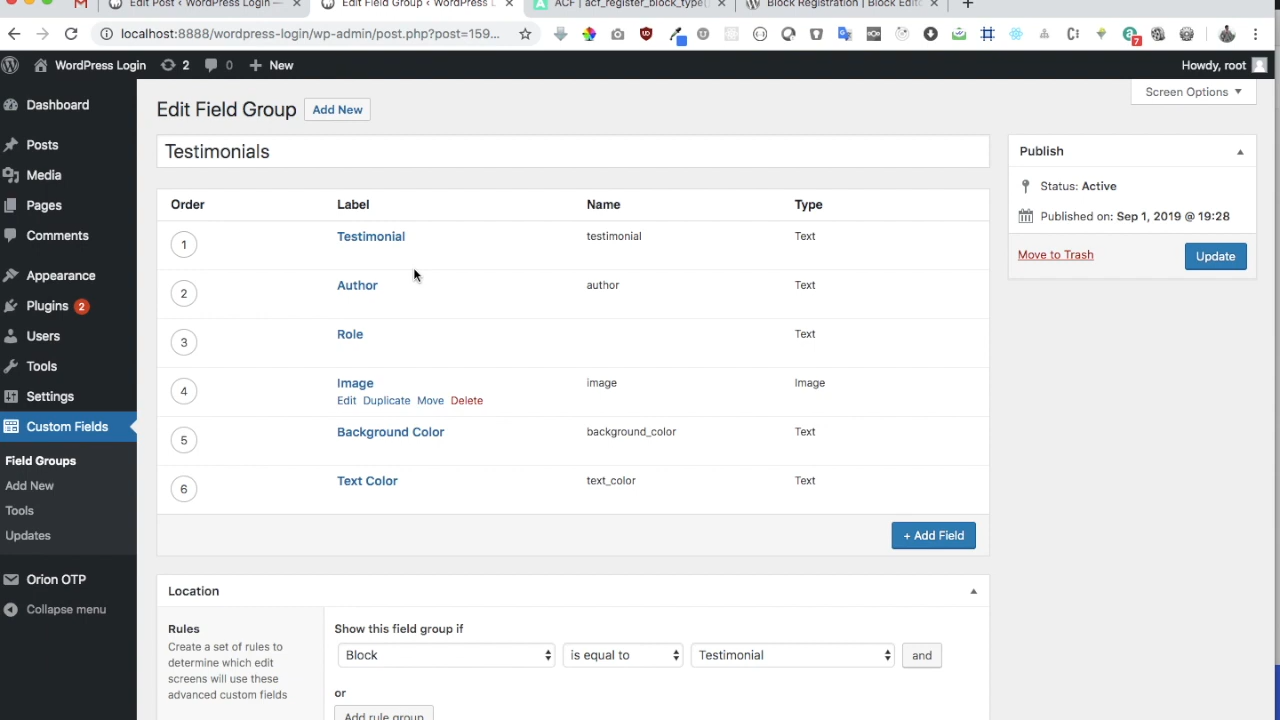 Edit Post ‹ WordPress Login —
Edit Field Group ‹ WordPress L
ACF | acf_register_block_type(
Block Registration | Block Edito
localhost:8888/wordpress-login/wp-admin/post.php?post=159...
7
WordPress Login
2
0
New
Howdy, root
Dashboard
Posts
Media
Pages
Comments
Appearance
Plugins 2
Users
Tools
Settings
Custom Fields
Field Groups
Add New
Tools
Updates
Orion OTP
Collapse menu
Screen Options
Edit Field Group Add New
Testimonials
Order Label Name Type
1 Testimonial testimonial Text
2 Author author Text
3 Role Text
4 Image image Image
Edit Duplicate Move Delete
5 Background Color background_color Text
6 Text Color text_color Text
+ Add Field
Location
Rules
Create a set of rules to
determine which edit
screens will use these
advanced custom fields
Show this field group if
Block is equal to Testimonial and
or
Add rule group
Publish
Status: Active
Published on: Sep 1, 2019 @ 19:28
Move to Trash Update